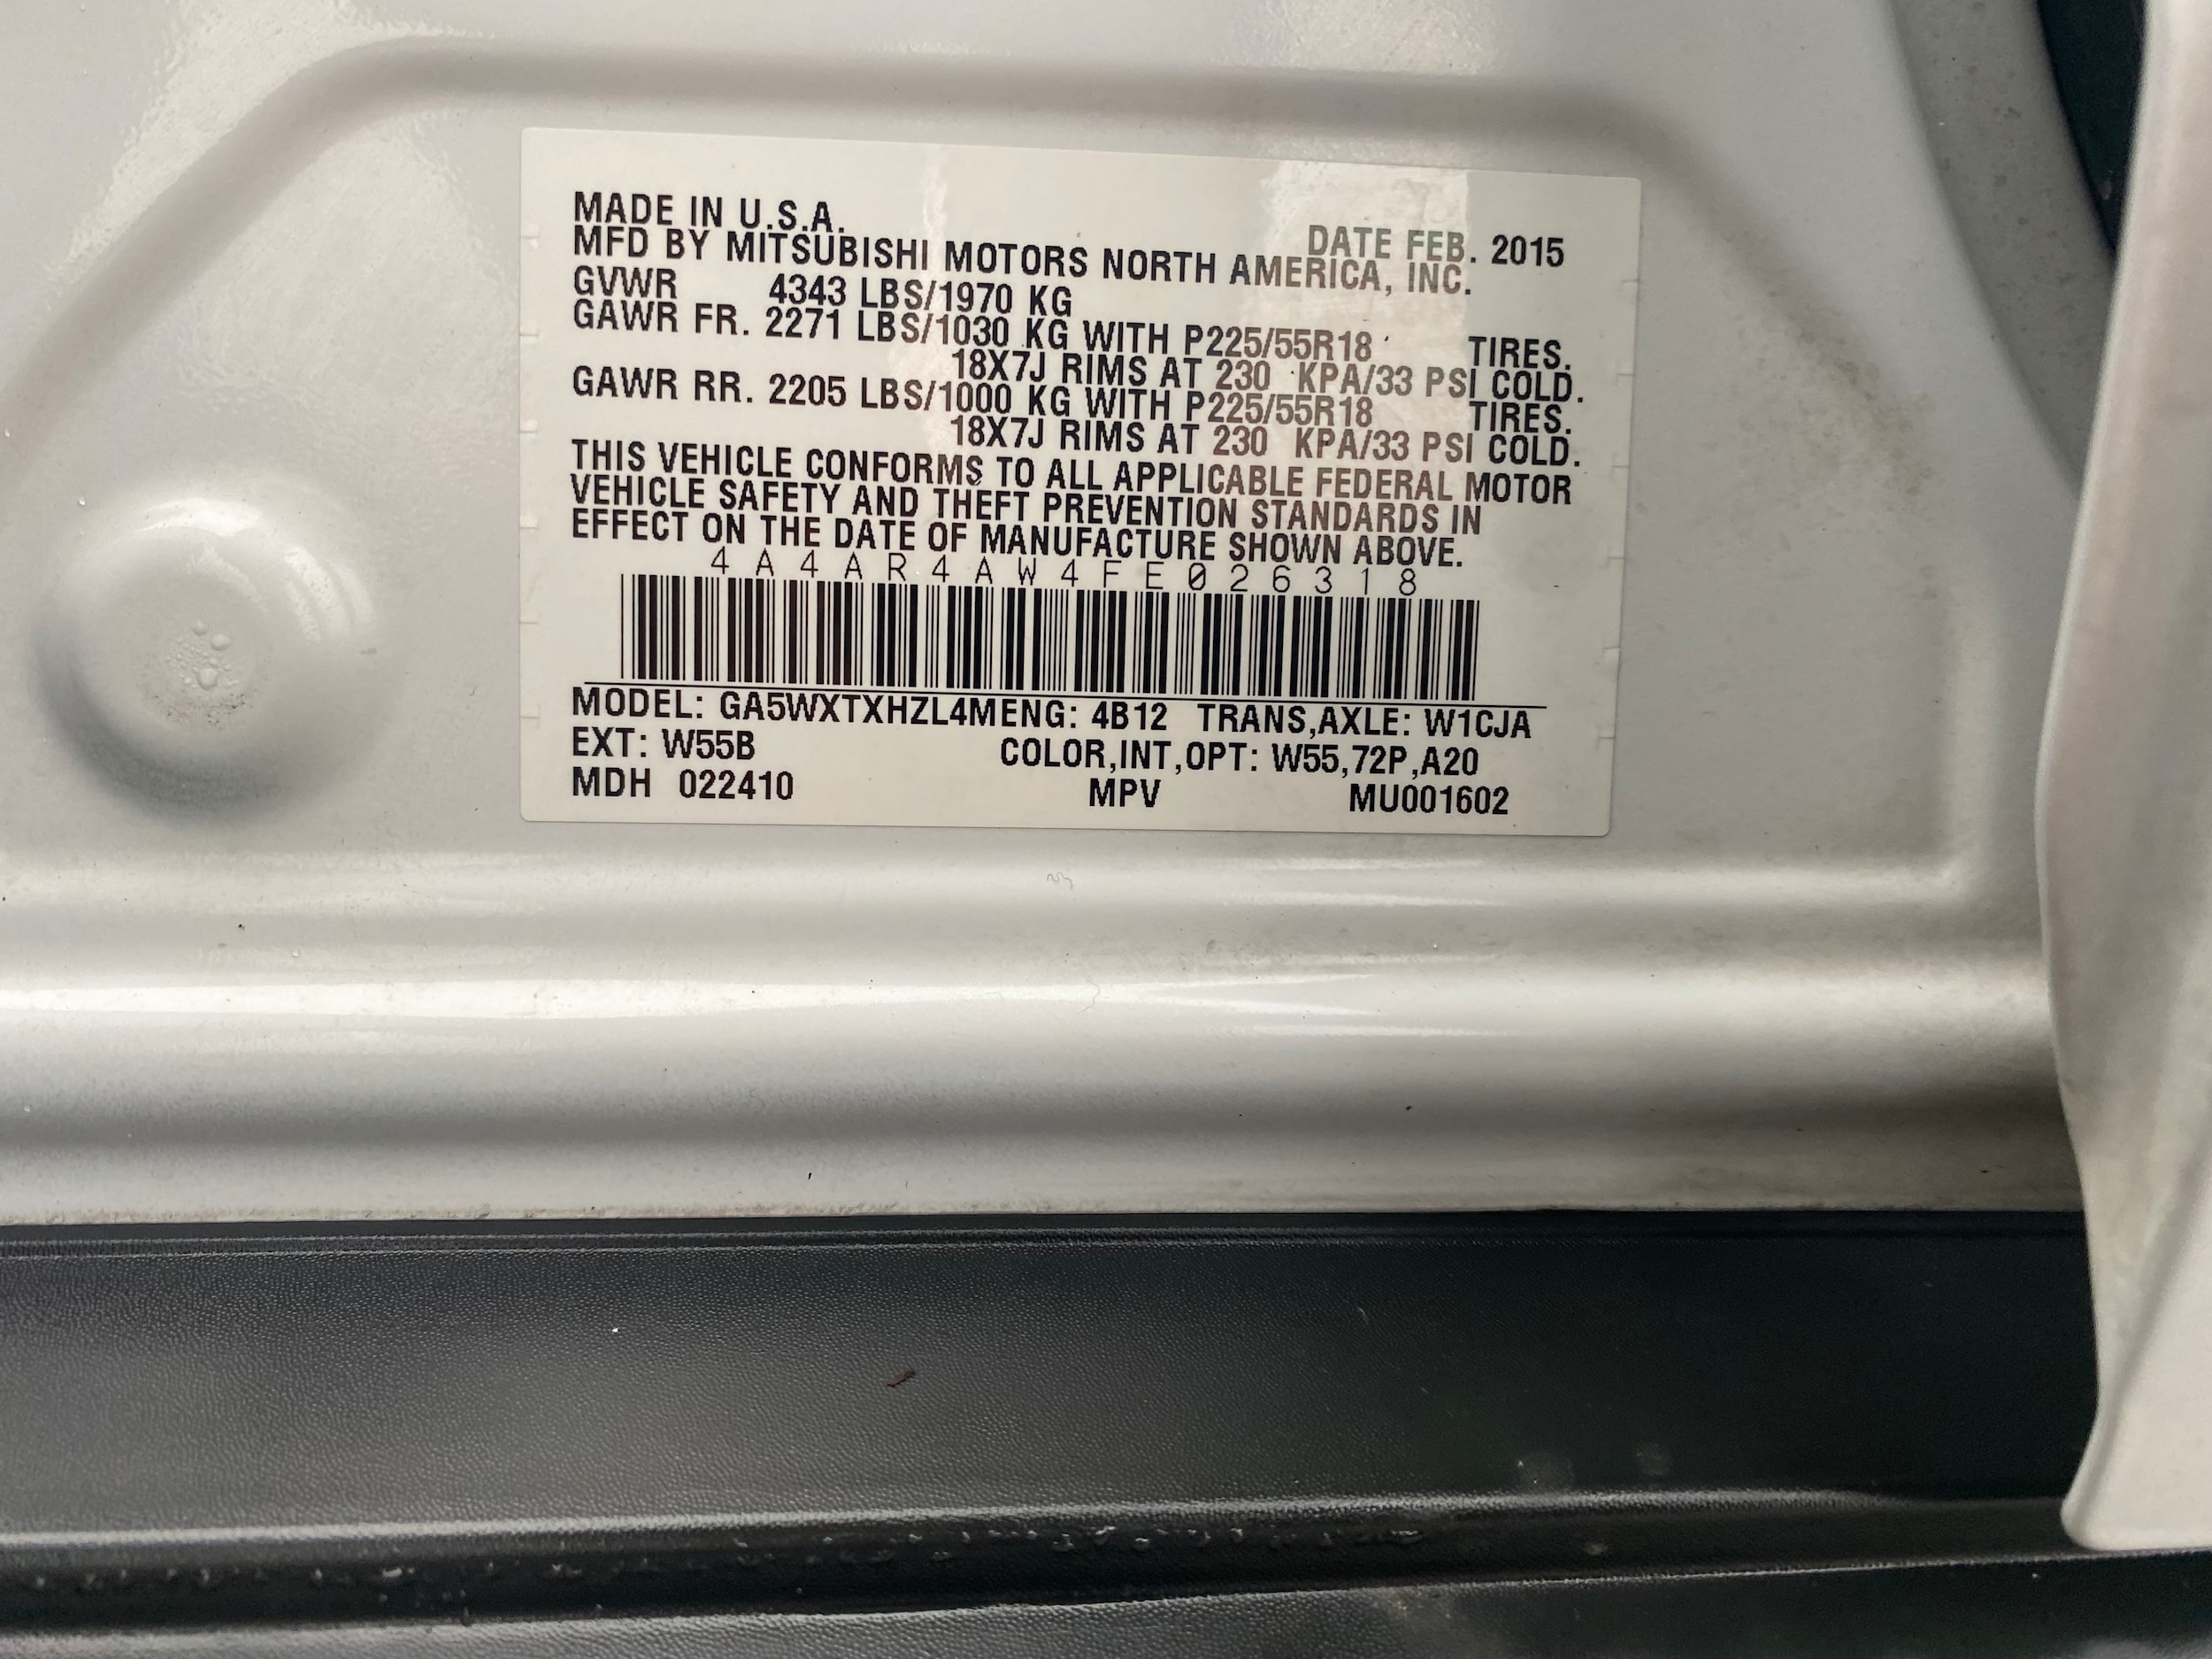 MADE IN U.S.A.
DATE FEB. 2015
MFD BY MITSUBISHI MOTORS NORTH AMERICA, INC.
GVWR 4343 LBS/1970 KG
GAWR FR. 2271 LBS/1030 KG WITH P225/55R18 TIRES.
18X7J RIMS AT 230 KPA/33 PSI COLD.
GAWR RR. 2205 LBS/1000 KG WITH P225/55R18 TIRES.
18X7J RIMS AT 230 KPA/33 PSI COLD.
THIS VEHICLE CONFORMS TO ALL APPLICABLE FEDERAL MOTOR
VEHICLE SAFETY AND THEFT PREVENTION STANDARDS IN
EFFECT ON THE DATE OF MANUFACTURE SHOWN ABOVE.
4A4AR4AW4FE026318
MODEL: GA5WXTXHZL4MENG: 4B12 TRANS,AXLE: W1CJA
EXT: W55B COLOR,INT,OPT: W55,72P,A20
MDH 022410 MPV MU001602